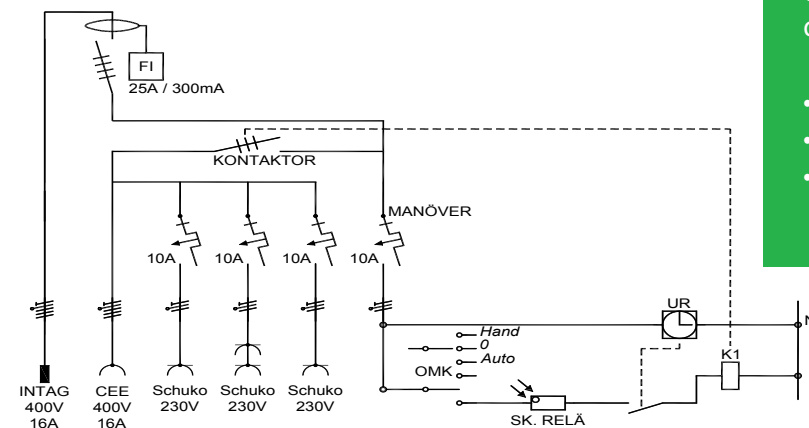 FI
25A / 300mA
KONTAKTOR
MANÖVER
10A
10A
10A
10A
UR
N
Hand
0
Auto
OMK
K1
SK. RELÄ
INTAG
400V
16A
CEE
400V
16A
Schuko
230V
Schuko
230V
Schuko
230V